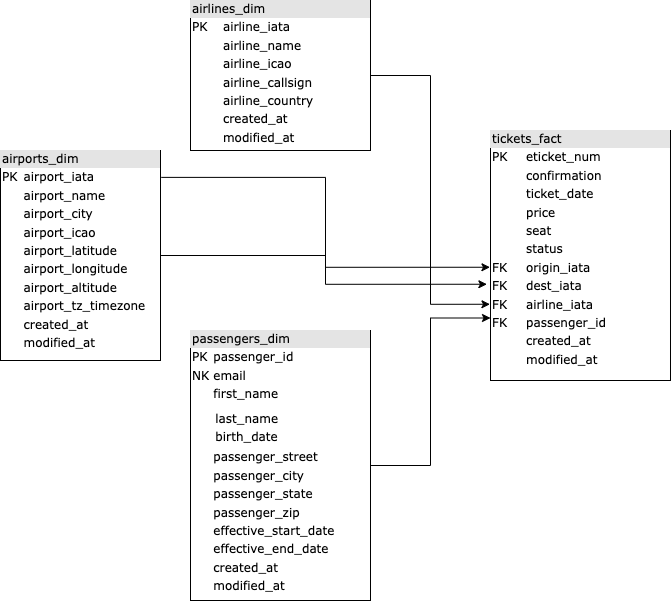 airlines_dim
PK airline_iata
airline_name
airline_icao
airline_callsign
airline_country
created_at
modified_at
airports_dim
PK airport_iata
airport_name
airport_city
airport_icao
airport_latitude
airport_longitude
airport_altitude
airport_tz_timezone
created_at
modified_at
tickets_fact
PK eticket_num
confirmation
ticket_date
price
seat
status
FK origin_iata
FK dest_iata
FK airline_iata
FK passenger_id
created_at
modified_at
passengers_dim
PK passenger_id
NK email
first_name
last_name
birth_date
passenger_street
passenger_city
passenger_state
passenger_zip
effective_start_date
effective_end_date
created_at
modified_at